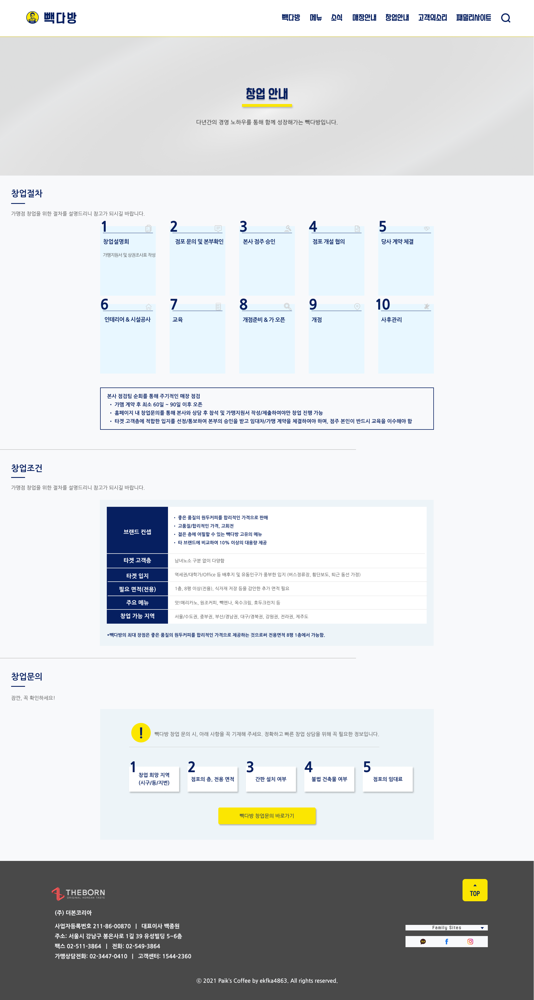 빽다방
빽다방 메뉴 소식 매장안내 창업안내 고객의소리 패밀리사이트
창업 안내
다년간의 경영 노하우를 통해 함께 성장해가는 빽다방입니다.
창업절차
가맹점 창업을 위한 절차를 설명드리니 참고가 되시길 바랍니다.
1
창업설명회
가맹지원서 및 상권조사표 작성
2
점포 문의 및 본부확인
3
본사 점주 승인
4
점포 개설 협의
5
당사 계약 체결
6
인테리어 & 시설공사
7
교육
8
개점준비 & 가 오픈
9
개점
10
사후관리
본사 점검팀 순회를 통해 주기적인 매장 점검
• 가맴 계약 후 최소 60일 ~ 90일 이후 오픈
• 홈페이지 내 창업문의를 통해 본사와 상담 후 참석 및 가맹지원서 작성/제출하여야만 창업 진행 가능
• 타겟 고객층에 적합한 입지를 선정/통보하여 본부의 승인을 받고 임대차/가맹 계약을 체결하여야 하며, 점주 본인이 반드시 교육을 이수해야 함
창업조건
가맹점 창업을 위한 절차를 설명드리니 참고가 되시길 바랍니다.
브랜드 컨셉
• 좋은 품질의 원두커피를 합리적인 가격으로 판매
• 고품질/합리적인 가격, 고회전
• 젊은 층에 어필할 수 있는 빽다방 고유의 메뉴
• 타 브랜드에 비교하여 10% 이상의 대용량 제공
타겟 고객층
남녀노소 구분 없이 다양함
타겟 입지
역세권/대학가/Office 등 배후지 및 유동인구가 풍부한 입지 (버스정류장, 횡단보도, 퇴근 동선 가정)
필요 면적(전용)
1층, 8평 이상(전용), 식자재 저장 등을 감안한 추가 면적 필요
주요 메뉴
앗!메리카노, 원조커피, 빽엔나, 옥수크림, 호두크런치 등
창업 가능 지역
서울/수도권, 중부권, 부산/경남권, 대구/경북권, 강원권, 전라권, 제주도
*빽다방의 최대 장점은 좋은 품질의 원두커피를 합리적인 가격으로 제공하는 것으로써 전용면적 8평 1층에서 가능함.
창업문의
잠깐, 꼭 확인하세요!
! 빽다방 창업 문의 시, 아래 사항을 꼭 기재해 주세요. 정확하고 빠른 창업 상담을 위해 꼭 필요한 정보입니다.
1
창업 희망 지역
(시구/동/지번)
2
점포의 층, 전용 면적
3
간판 설치 여부
4
불법 건축물 여부
5
점포의 임대료
빽다방 창업문의 바로가기
THEBORN
ORIGINAL KOREAN TASTE
TOP
(주) 더본코리아
사업자등록번호 211-86-00870 | 대표이사 백종원
주소: 서울시 강남구 봉은사로 1길 39 유성빌딩 5~6층
팩스 02-511-3864 | 전화: 02-549-3864
가맹상담전화: 02-3447-0410 | 고객센터: 1544-2360
Family Sites
TALK
ⓒ 2021 Paik’s Coffee by ekfka4863. All rights reserved.